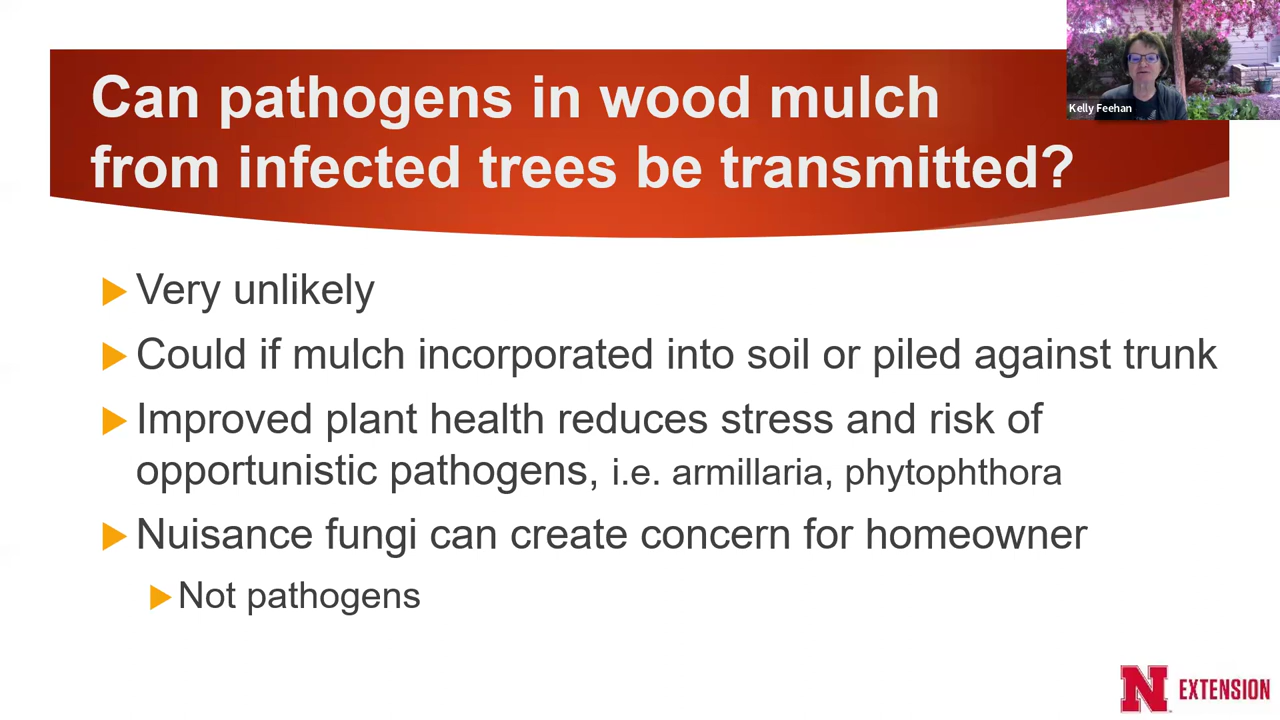 Can pathogens in wood mulch
from infected trees be transmitted?
Kelly Feehan
Very unlikely
Could if mulch incorporated into soil or piled against trunk
Improved plant health reduces stress and risk of
opportunistic pathogens, i.e. armillaria, phytophthora
Nuisance fungi can create concern for homeowner
Not pathogens
N EXTENSION